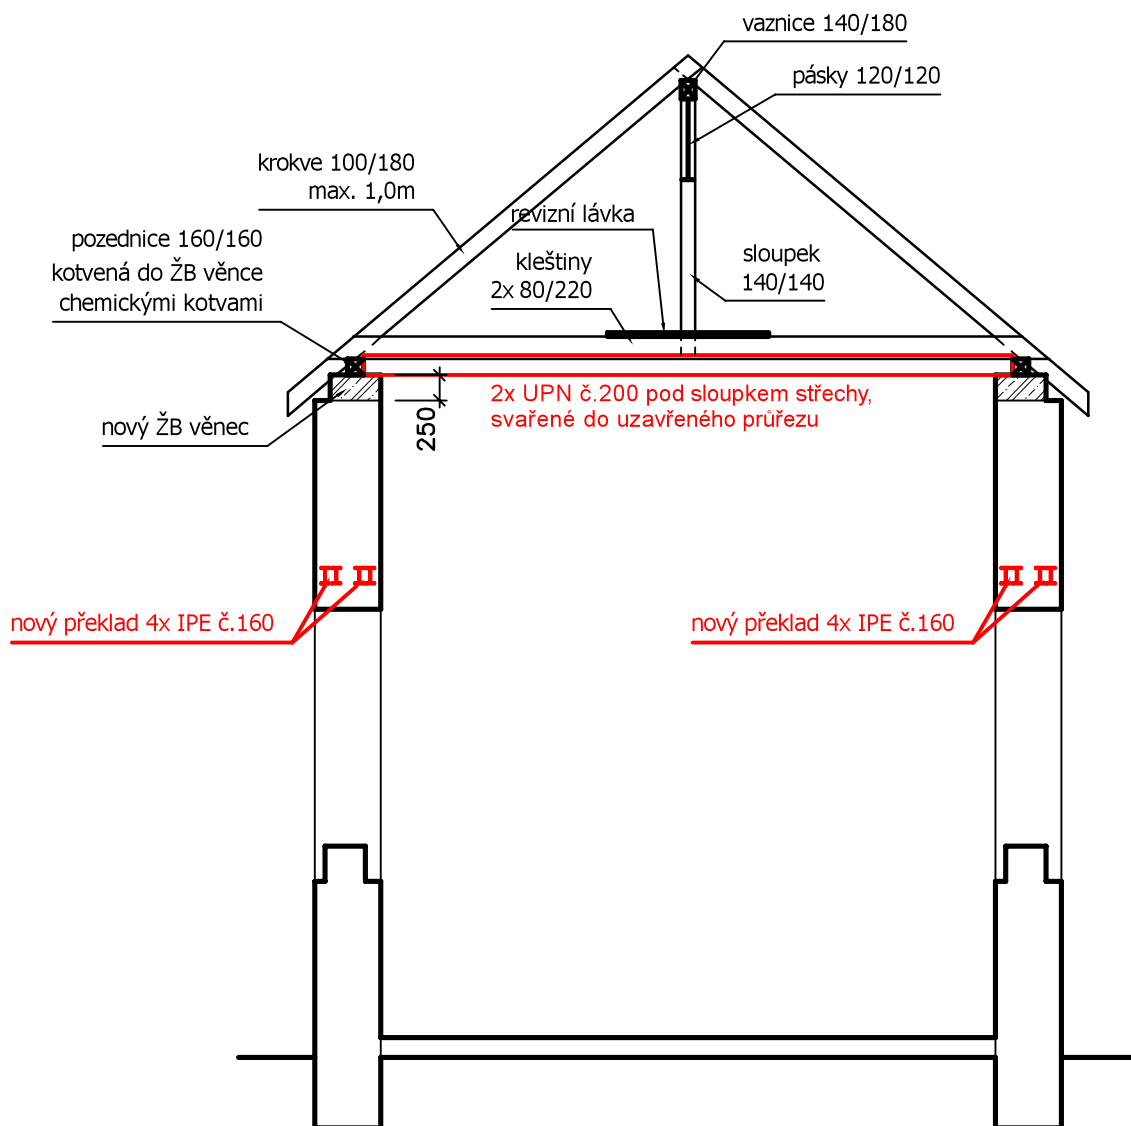 vaznice 140/180
pásky 120/120
krokve 100/180
max. 1,0m
revizní lávka
pozednice 160/160
kotvená do ŽB věnce
chemickými kotvami
kleštiny
2x 80/220
sloupek
140/140
2x UPN č.200 pod sloupkem střechy,
svařené do uzavřeného průřezu
nový ŽB věnec
250
nový překlad 4x IPE č.160
nový překlad 4x IPE č.160